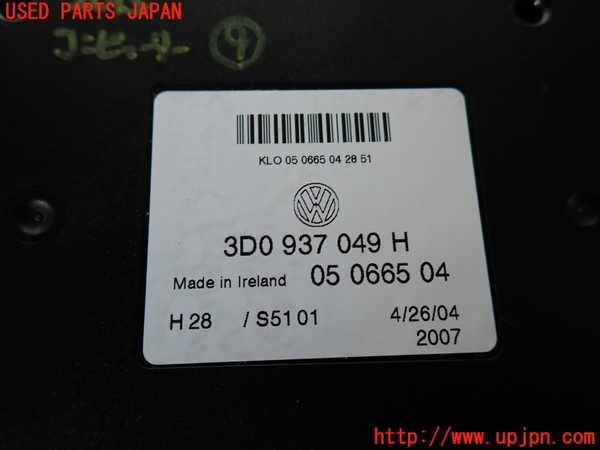 USED PARTS JAPAN
コンピューター ⑨
KLO 05 0665 04 28 51
3D0 937 049 H
Made in Ireland 05 0665 04
H 28 / S51 01 4/26/04
2007
http://www.upjpn.com/